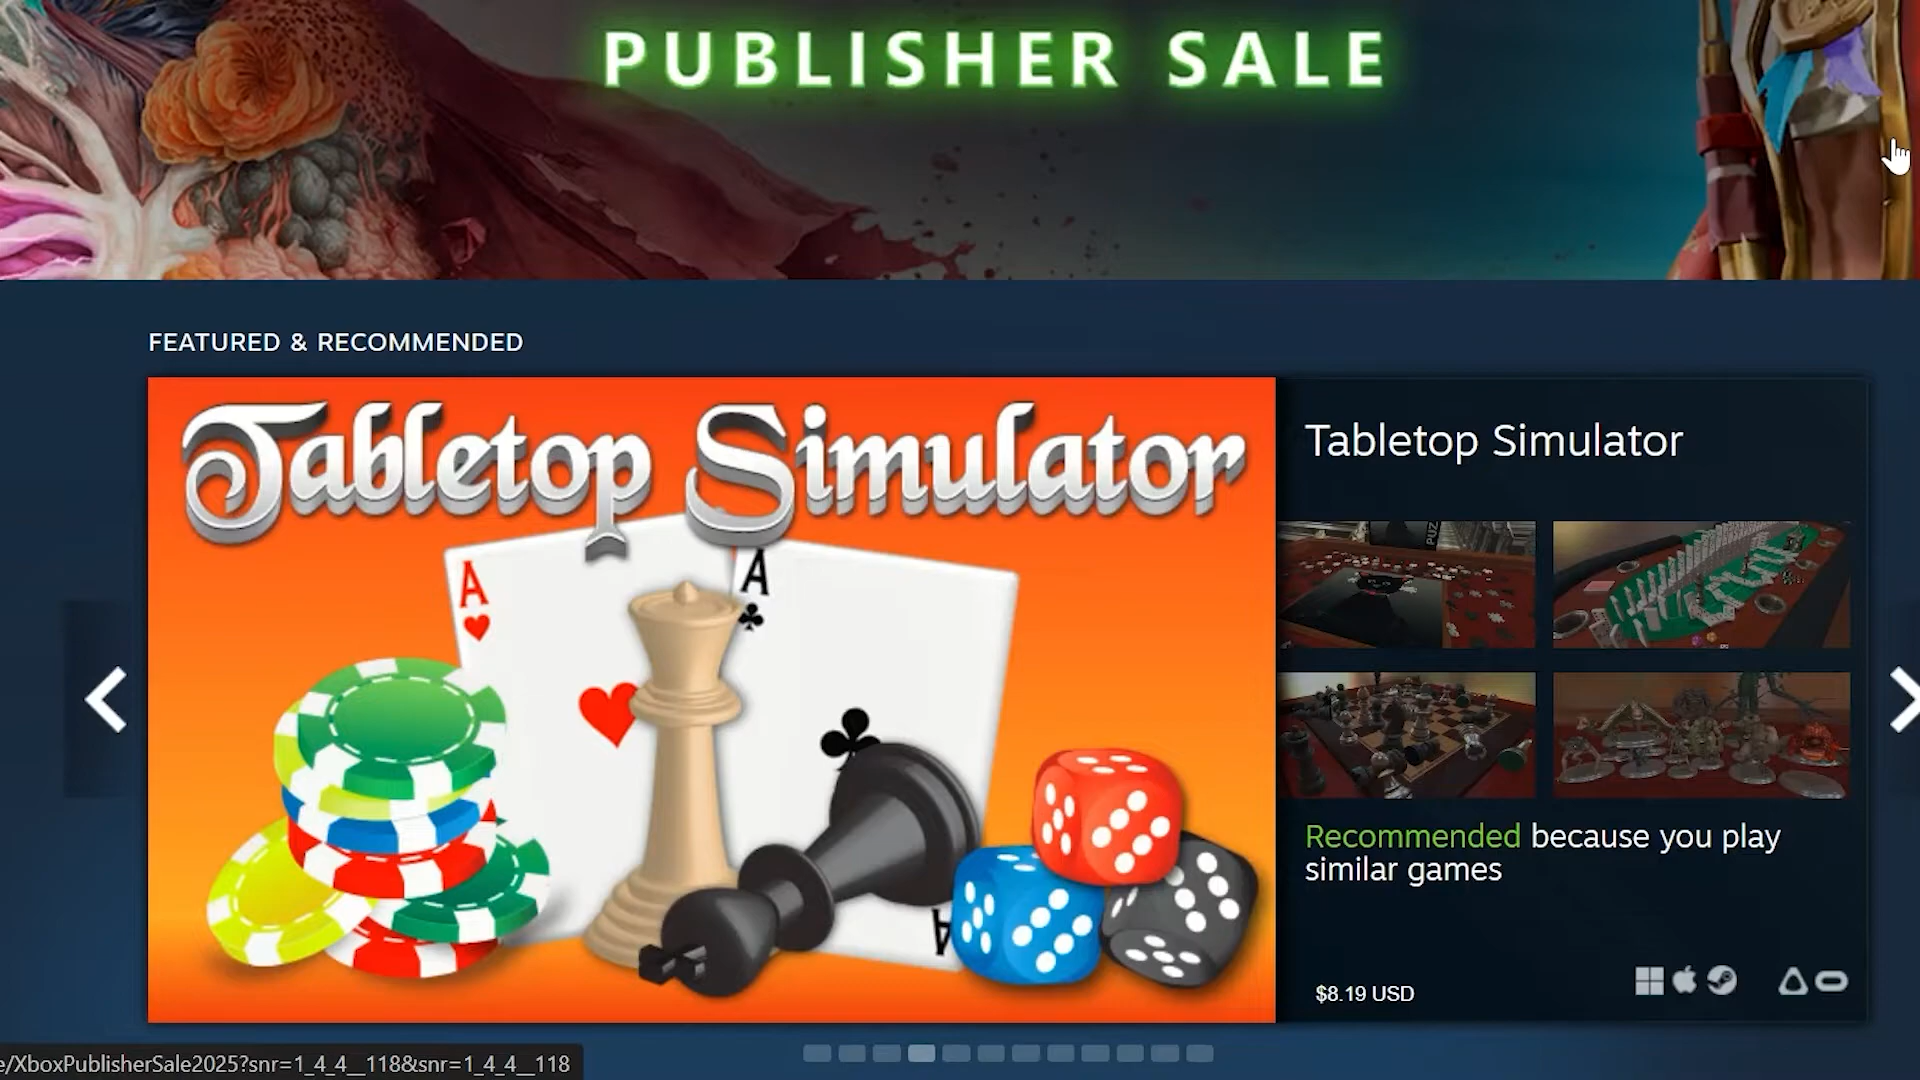 PUBLISHER SALE
FEATURED & RECOMMENDED
Tabletop Simulator
A
A
A
Tabletop Simulator
PUZ
Recommended because you play
similar games
$8.19 USD
e/XboxPublisherSale2025?snr=1_4_4__118&snr=1_4_4__118